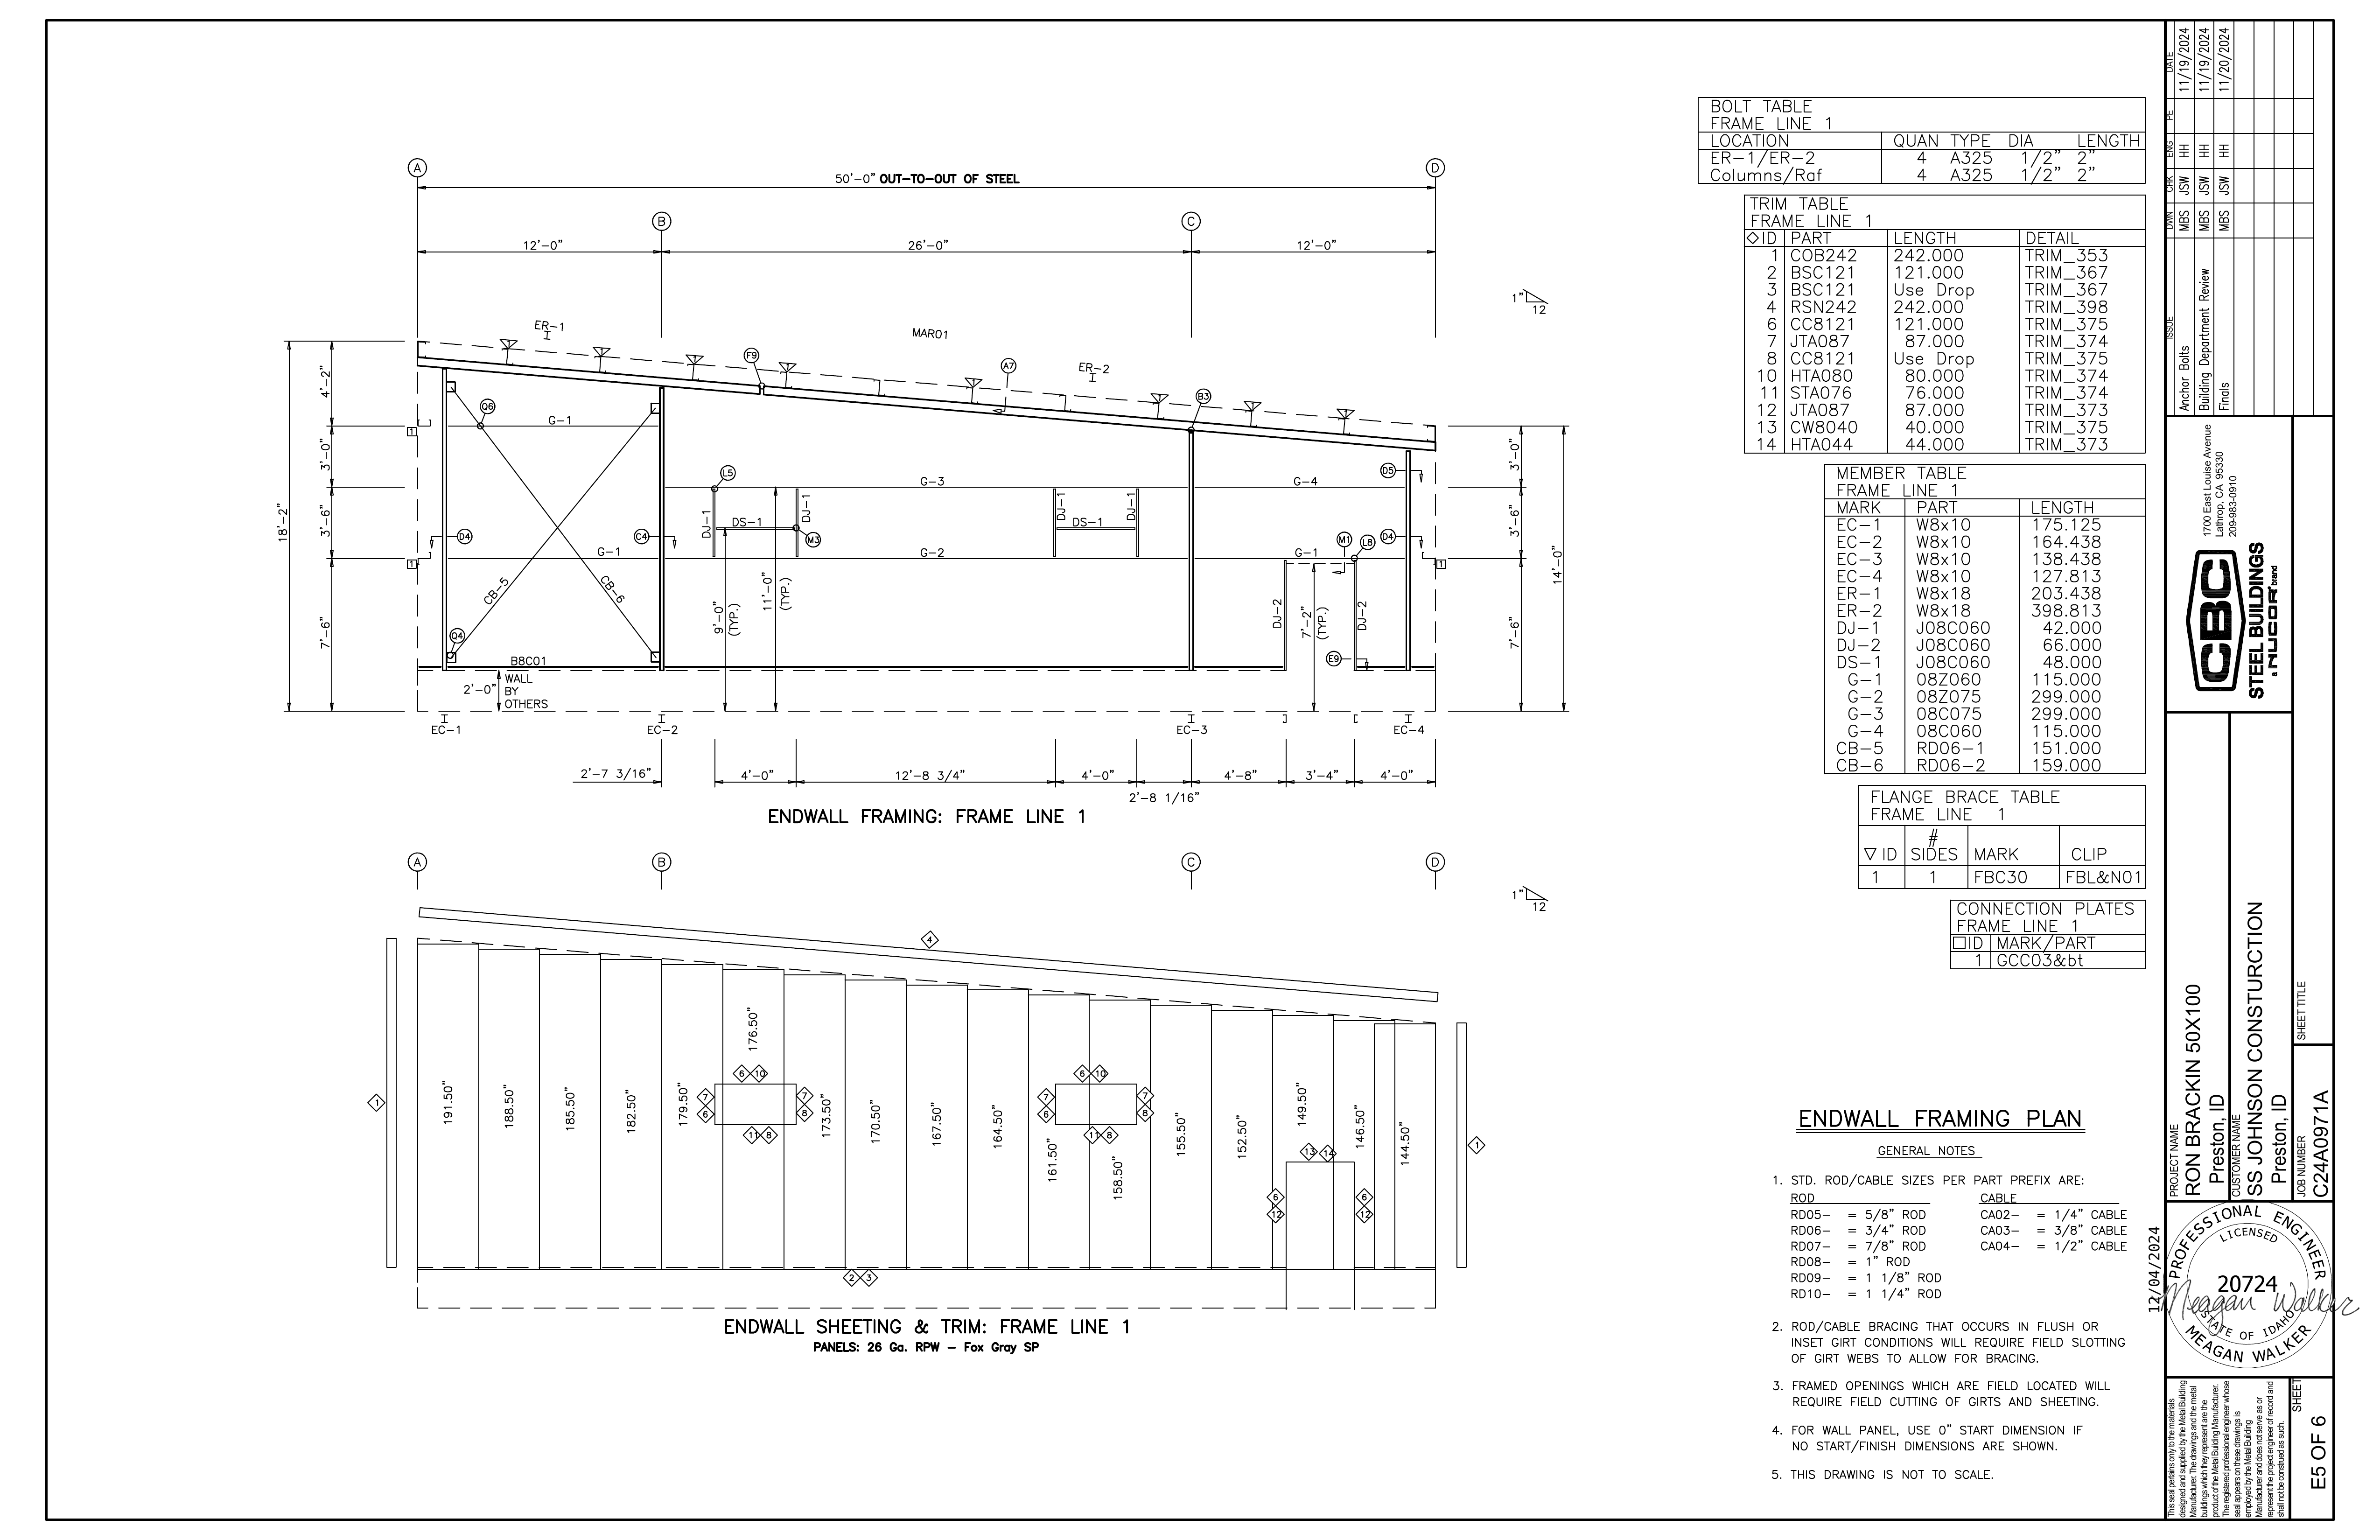 A
D
50'-0" OUT-TO-OUT OF STEEL
B
C
12'-0"
26'-0"
12'-0"
1"
12
ER-1
MAR01
F9
A7
ER-2
B3
18'-2"
4'-2"
3'-0"
3'-6"
7'-6"
1
1
Q6
G-1
L5
G-3
G-4
D5
3'-0"
3'-6"
7'-6"
14'-0"
D4
C4
DJ-1
DS-1
DJ-1
M3
DJ-1
DS-1
DJ-1
M1
L8
D4
G-1
G-2
G-1
1
CB-5
CB-6
9'-0"
(TYP.)
11'-0"
(TYP.)
DJ-2
7'-2"
(TYP.)
DJ-2
Q4
E9
B8C01
2'-0"
WALL
BY
OTHERS
EC-1
EC-2
EC-3
EC-4
2'-7 3/16"
4'-0"
12'-8 3/4"
4'-0"
2'-8 1/16"
4'-8"
3'-4"
4'-0"
ENDWALL FRAMING: FRAME LINE 1
A
B
C
D
1"
12
4
1
191.50"
188.50"
185.50"
182.50"
179.50"
176.50"
173.50"
170.50"
167.50"
164.50"
161.50"
158.50"
155.50"
152.50"
149.50"
146.50"
144.50"
6 10
7
6
7
8
11 8
6 10
7
6
7
8
11 8
13 14
6
12
6
12
1
2 3
ENDWALL SHEETING & TRIM: FRAME LINE 1
PANELS: 26 Ga. RPW - Fox Gray SP
BOLT TABLE
FRAME LINE 1
LOCATION QUAN TYPE DIA LENGTH
ER-1/ER-2 4 A325 1/2" 2"
Columns/Raf 4 A325 1/2" 2"
TRIM TABLE
FRAME LINE 1
◇ID PART LENGTH DETAIL
1 COB242 242.000 TRIM_353
2 BSC121 121.000 TRIM_367
3 BSC121 Use Drop TRIM_367
4 RSN242 242.000 TRIM_398
6 CC8121 121.000 TRIM_375
7 JTA087 87.000 TRIM_374
8 CC8121 Use Drop TRIM_375
10 HTA080 80.000 TRIM_374
11 STA076 76.000 TRIM_374
12 JTA087 87.000 TRIM_373
13 CW8040 40.000 TRIM_375
14 HTA044 44.000 TRIM_373
MEMBER TABLE
FRAME LINE 1
MARK PART LENGTH
EC-1 W8x10 175.125
EC-2 W8x10 164.438
EC-3 W8x10 138.438
EC-4 W8x10 127.813
ER-1 W8x18 203.438
ER-2 W8x18 398.813
DJ-1 J08C060 42.000
DJ-2 J08C060 66.000
DS-1 J08C060 48.000
G-1 08Z060 115.000
G-2 08Z075 299.000
G-3 08C075 299.000
G-4 08C060 115.000
CB-5 RD06-1 151.000
CB-6 RD06-2 159.000
FLANGE BRACE TABLE
FRAME LINE 1
▽ID # SIDES MARK CLIP
1 1 FBC30 FBL&N01
CONNECTION PLATES
FRAME LINE 1
□ID MARK/PART
1 GCC03&bt
ENDWALL FRAMING PLAN
GENERAL NOTES
1. STD. ROD/CABLE SIZES PER PART PREFIX ARE:
ROD CABLE
RD05- = 5/8" ROD CA02- = 1/4" CABLE
RD06- = 3/4" ROD CA03- = 3/8" CABLE
RD07- = 7/8" ROD CA04- = 1/2" CABLE
RD08- = 1" ROD
RD09- = 1 1/8" ROD
RD10- = 1 1/4" ROD
2. ROD/CABLE BRACING THAT OCCURS IN FLUSH OR
INSET GIRT CONDITIONS WILL REQUIRE FIELD SLOTTING
OF GIRT WEBS TO ALLOW FOR BRACING.
3. FRAMED OPENINGS WHICH ARE FIELD LOCATED WILL
REQUIRE FIELD CUTTING OF GIRTS AND SHEETING.
4. FOR WALL PANEL, USE 0" START DIMENSION IF
NO START/FINISH DIMENSIONS ARE SHOWN.
5. THIS DRAWING IS NOT TO SCALE.
ISSUE DWN CHK ENG PE DATE
Anchor Bolts MBS JSW HH 11/19/2024
Building Department Review MBS JSW HH 11/19/2024
Finals MBS JSW HH 11/20/2024
1700 East Louise Avenue
Lathrop, CA 95330
209-983-0910
CBC
STEEL BUILDINGS
a NUCOR brand
PROJECT NAME
RON BRACKIN 50X100
Preston, ID
CUSTOMER NAME
SS JOHNSON CONSTURCTION
Preston, ID
SHEET TITLE
JOB NUMBER
C24A0971A
12/04/2024
PROFESSIONAL ENGINEER
LICENSED
20724
Meagan Walker
STATE OF IDAHO
MEAGAN WALKER
This seal pertains only to the materials
designed and supplied by the Metal Building
Manufacturer. The drawings and the metal
buildings which they represent are the
product of the Metal Building Manufacturer.
The registered professional engineer whose
seal appears on these drawings is
employed by the Metal Building
Manufacturer and does not serve as or
represent the project engineer of record and
shall not be construed as such.
SHEET
E5 OF 6